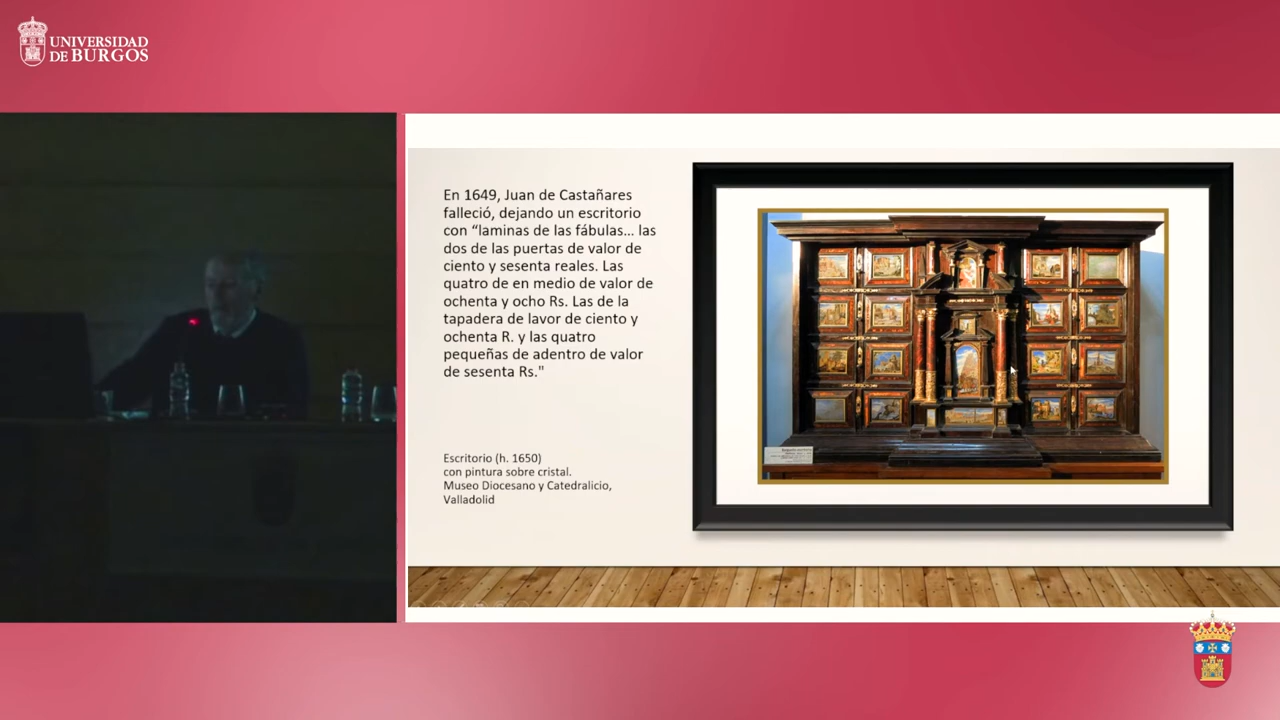 UNIVERSIDAD
DE BURGOS
En 1649, Juan de Castañares
falleció, dejando un escritorio
con “laminas de las fábulas... las
dos de las puertas de valor de
ciento y sesenta reales. Las
quatro de en medio de valor de
ochenta y ocho Rs. Las de la
tapadera de lavor de ciento y
ochenta R. y las quatro
pequeñas de adentro de valor
de sesenta Rs."
Escritorio (h. 1650)
con pintura sobre cristal.
Museo Diocesano y Catedralicio,
Valladolid